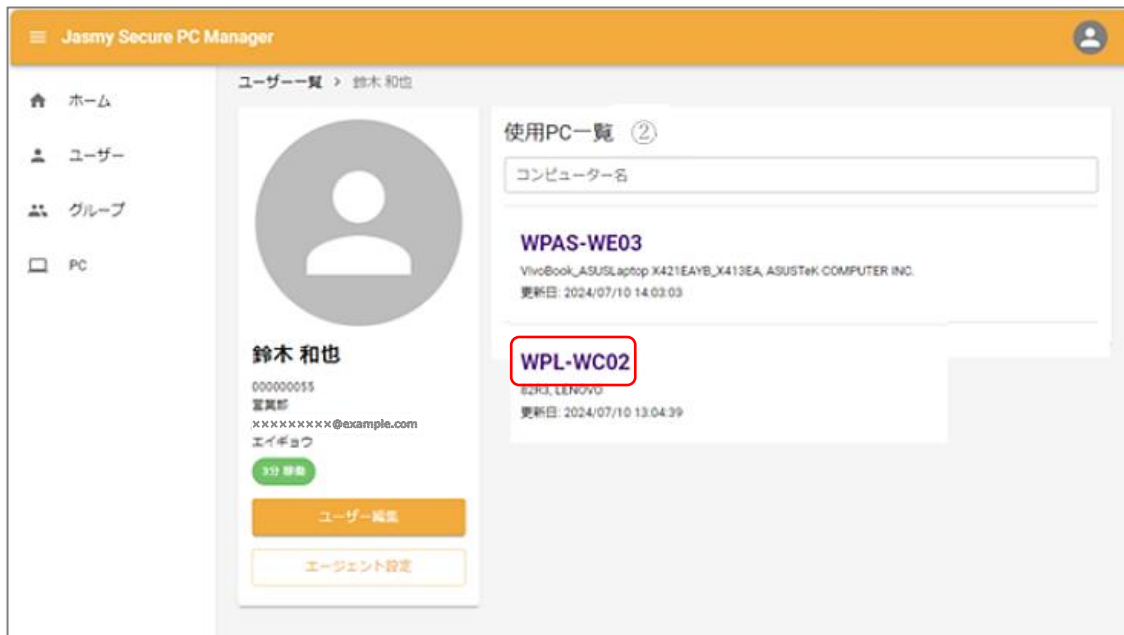 Jasmy Secure PC Manager
ホーム
ユーザー
グループ
PC
ユーザー一覧 > 鈴木 和也
鈴木 和也
000000055
営業部
×××××××××@example.com
エイギョウ
3分 稼働
ユーザー編集
エージェント設定
使用PC一覧 ②
コンピューター名
WPAS-WE03
VivoBook_ASUSLaptop X421EAYB_X413EA, ASUSTeK COMPUTER INC.
更新日: 2024/07/10 14:03:03
WPL-WC02
82R3, LENOVO
更新日: 2024/07/10 13:04:39